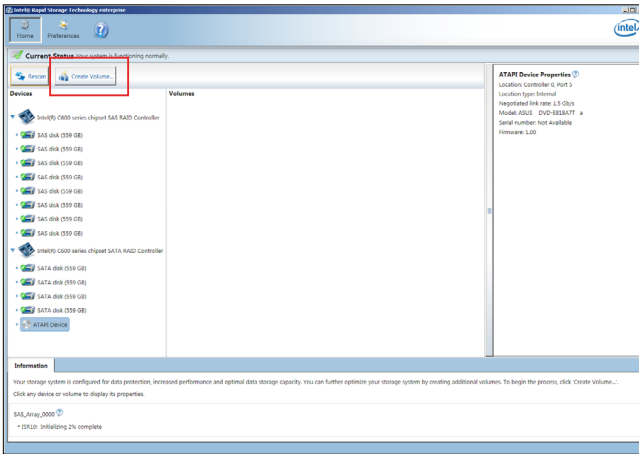 Intel® Rapid Storage Technology enterprise
Home
Preferences
intel
Current Status Your system is functioning normally.
Rescan
Create Volume...
Devices
Volumes
Intel(R) C600 series chipset SAS RAID Controller
SAS disk (559 GB)
SAS disk (559 GB)
SAS disk (559 GB)
SAS disk (559 GB)
SAS disk (559 GB)
SAS disk (559 GB)
SAS disk (559 GB)
SAS disk (559 GB)
Intel(R) C600 series chipset SATA RAID Controller
SATA disk (559 GB)
SATA disk (559 GB)
SATA disk (559 GB)
SATA disk (559 GB)
ATAPI Device
ATAPI Device Properties
Location: Controller 0, Port 5
Location type: Internal
Negotiated link rate: 1.5 Gb/s
Model: ASUS DVD-E818A7T a
Serial number: Not Available
Firmware: 1.00
Information
Your storage system is configured for data protection, increased performance and optimal data storage capacity. You can further optimize your storage system by creating additional volumes. To begin the process, click 'Create Volume...'.
Click any device or volume to display its properties.
SAS_Array_0000
• ISR10: Initializing 2% complete